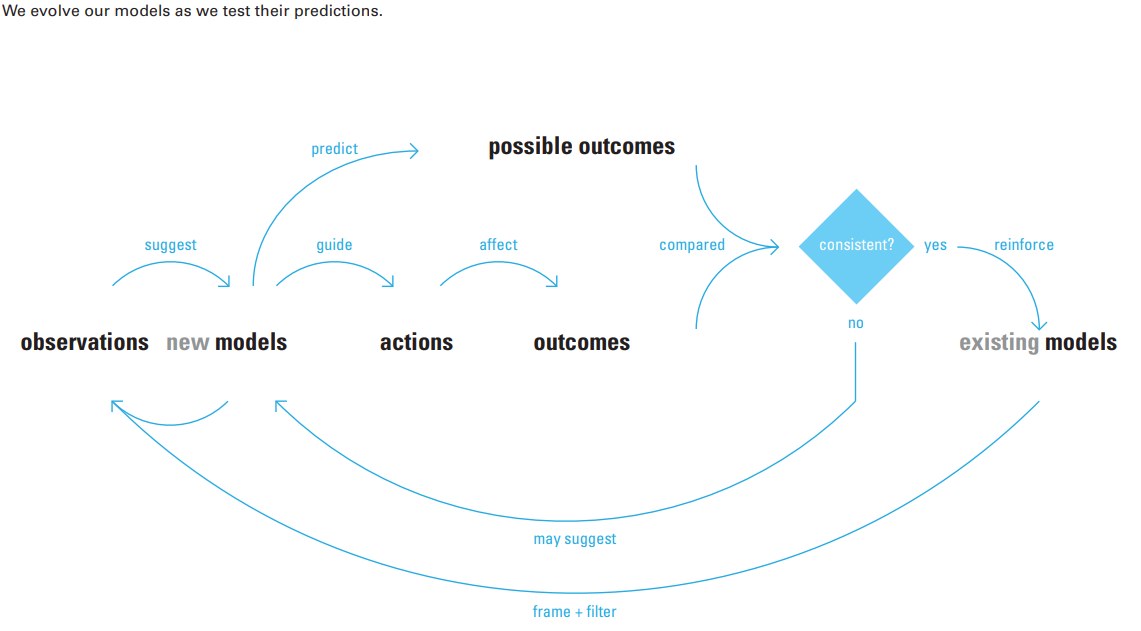 We evolve our models as we test their predictions.
predict
possible outcomes
suggest
guide
affect
compared
consistent?
yes
reinforce
no
observations
new models
actions
outcomes
existing models
may suggest
frame + filter